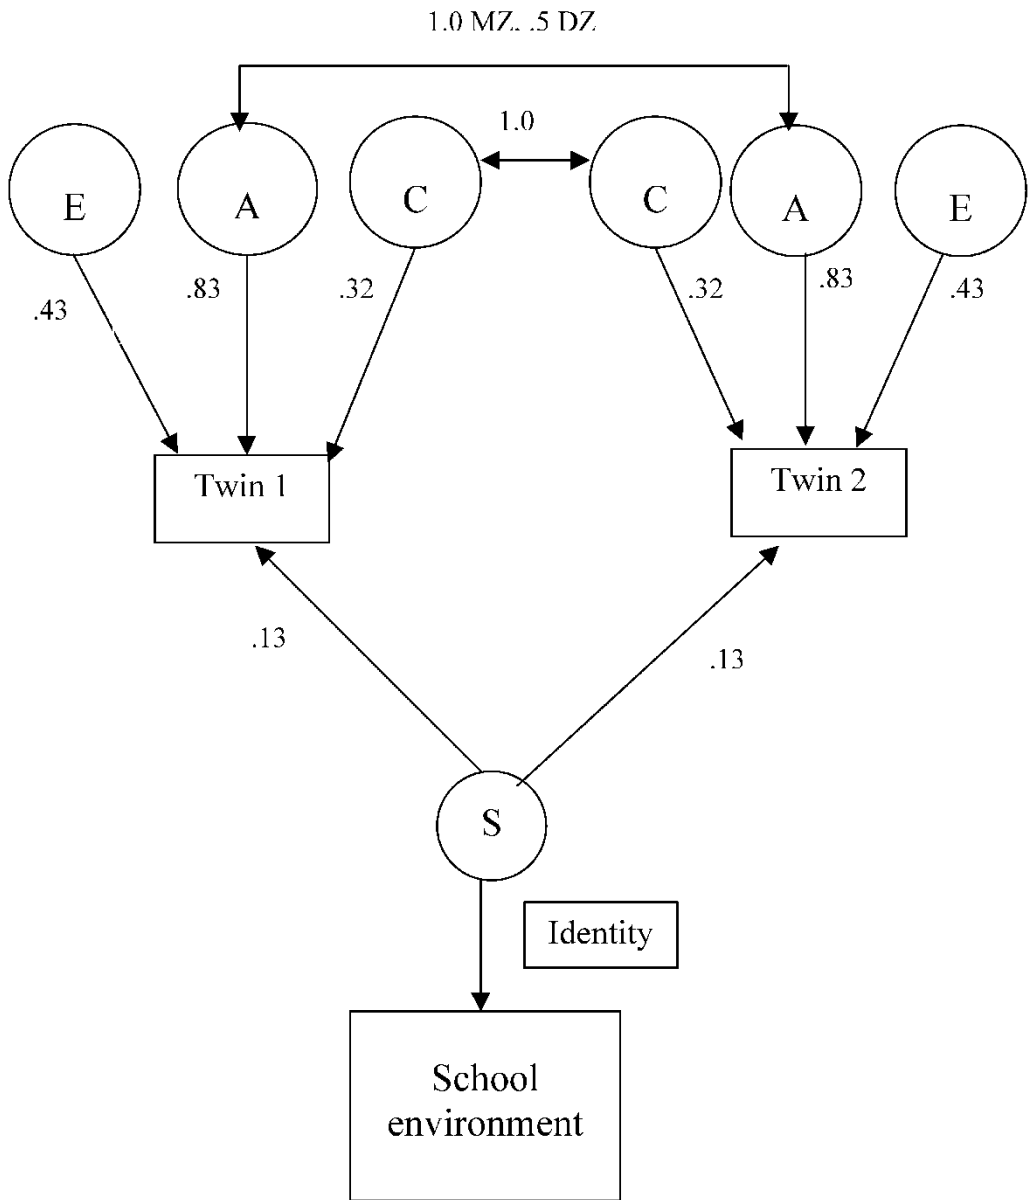 1.0 MZ, .5 DZ
1.0
E
A
C
C
A
E
.43
.83
.32
.32
.83
.43
Twin 1
Twin 2
.13
.13
S
Identity
School
environment